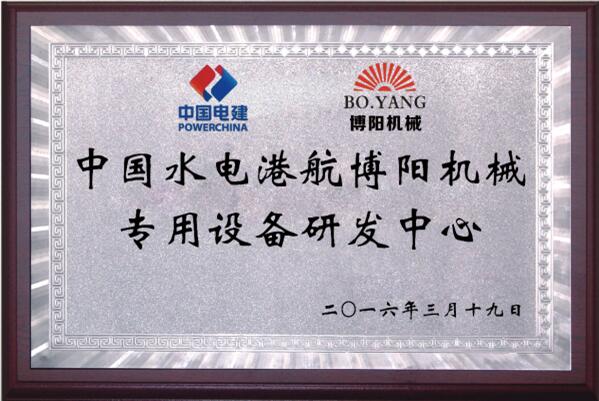 中国电建
POWERCHINA
BO.YANG
博阳机械
中国水电港航博阳机械
专用设备研发中心
二〇一六年三月十九日